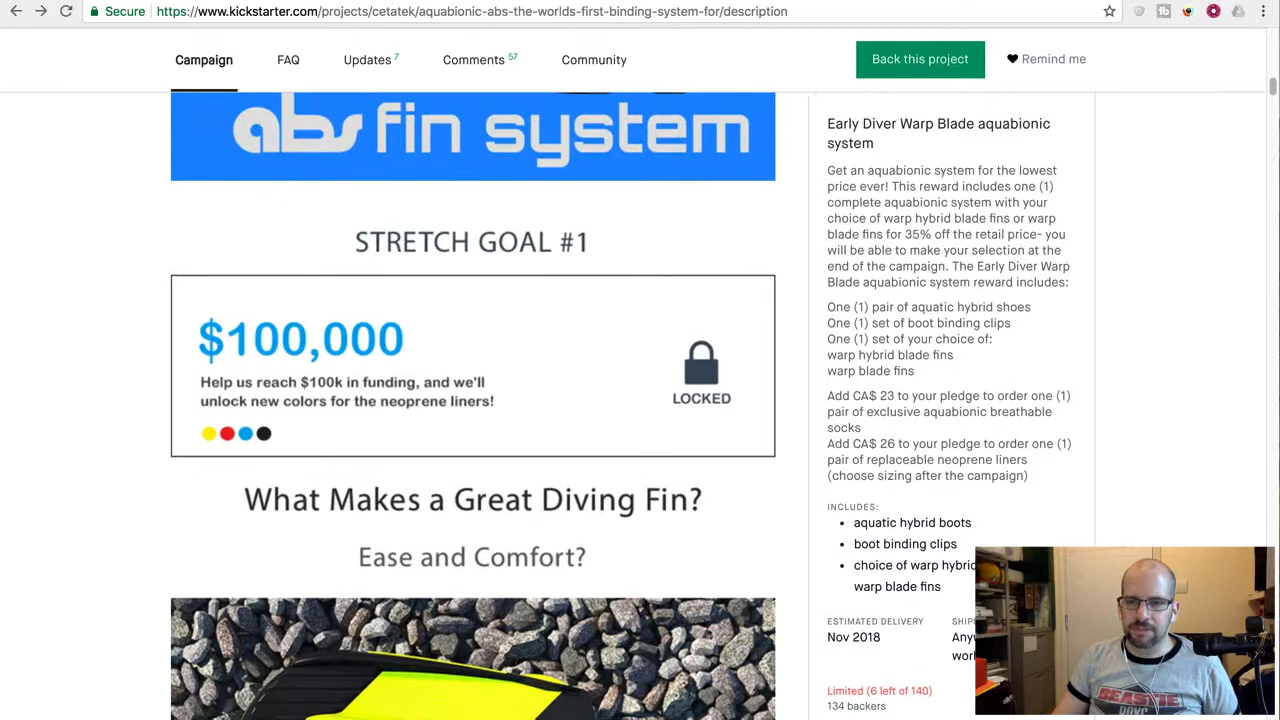 Secure https://www.kickstarter.com/projects/cetatek/aquabionic-abs-the-worlds-first-binding-system-for/description
Campaign FAQ Updates 7 Comments 57 Community Back this project Remind me
abs fin system
STRETCH GOAL #1
$100,000
Help us reach $100k in funding, and we'll
unlock new colors for the neoprene liners!
LOCKED
What Makes a Great Diving Fin?
Ease and Comfort?
Early Diver Warp Blade aquabionic
system
Get an aquabionic system for the lowest
price ever! This reward includes one (1)
complete aquabionic system with your
choice of warp hybrid blade fins or warp
blade fins for 35% off the retail price- you
will be able to make your selection at the
end of the campaign. The Early Diver Warp
Blade aquabionic system reward includes:
One (1) pair of aquatic hybrid shoes
One (1) set of boot binding clips
One (1) set of your choice of:
warp hybrid blade fins
warp blade fins
Add CA$ 23 to your pledge to order one (1)
pair of exclusive aquabionic breathable
socks
Add CA$ 26 to your pledge to order one (1)
pair of replaceable neoprene liners
(choose sizing after the campaign)
INCLUDES:
• aquatic hybrid boots
• boot binding clips
• choice of warp hybrid
warp blade fins
ESTIMATED DELIVERY
Nov 2018
Limited (6 left of 140)
134 backers
BEASTIE